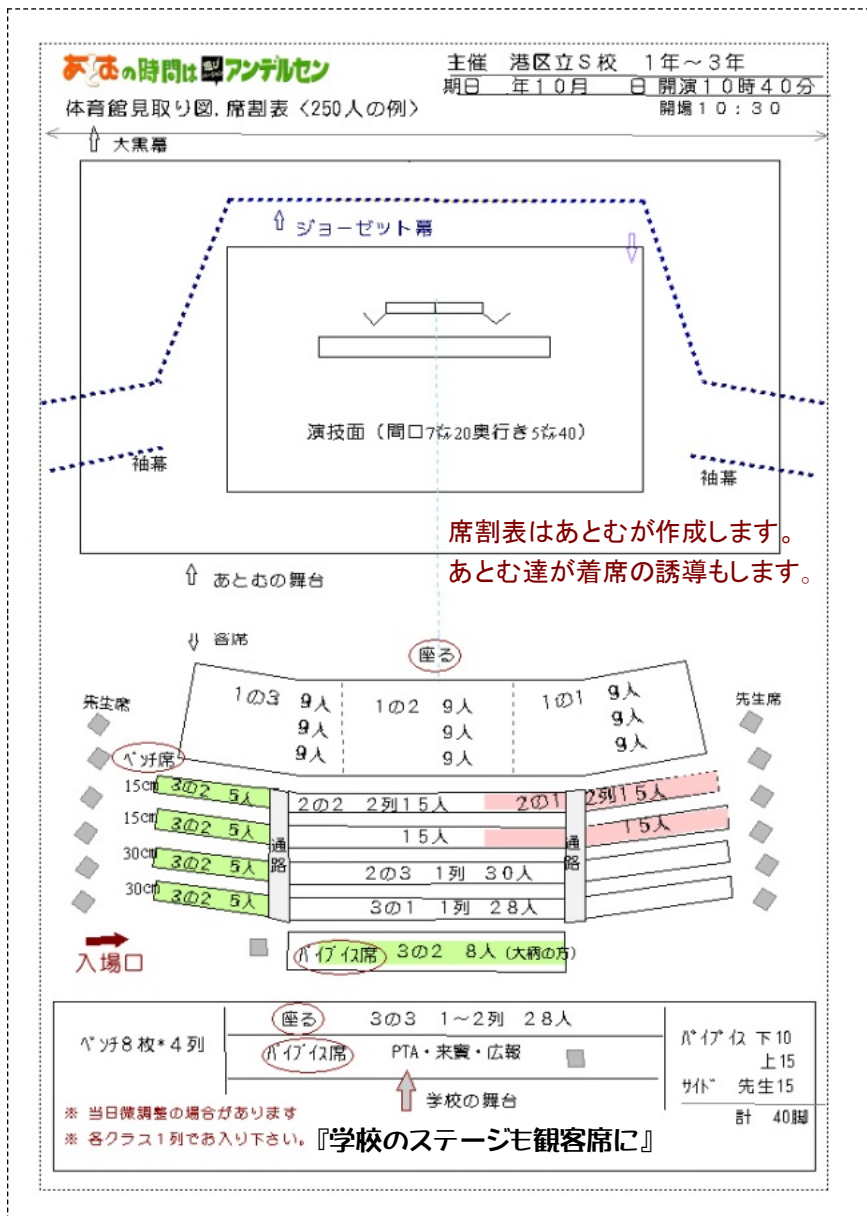 あとむの時間はアンデルセン
主催 港区立S校 1年～3年
期日 年10月 日 開演10時40分
体育館見取り図.席割表〈250人の例〉
開場10:30
⇧ 大黒幕
⇧ ジョーゼット幕
演技面(間口7㍍20奥行き5㍍40)
袖幕
袖幕
席割表はあとむが作成します。
あとむ達が着席の誘導もします。
⇧ あとむの舞台
⇩ 客席
座る
先生席
1の3 9人
9人
9人
1の2 9人
9人
9人
1の1 9人
9人
9人
先生席
ベンチ席
15cm 3の2 5人
15cm 3の2 5人
30cm 3の2 5人
30cm 3の2 5人
通路
2の2 2列15人
2の1 2列15人
15人
15人
2の3 1列 30人
3の1 1列 28人
通路
入場口
パイプイス席 3の2 8人(大柄の方)
ベンチ8枚*4列
座る 3の3 1～2列 28人
パイプイス席 PTA・来賓・広報
学校の舞台
パイプイス 下10
上15
サイド 先生15
計 40脚
※ 当日微調整の場合があります
※ 各クラス1列でお入り下さい。
『学校のステージも観客席に』